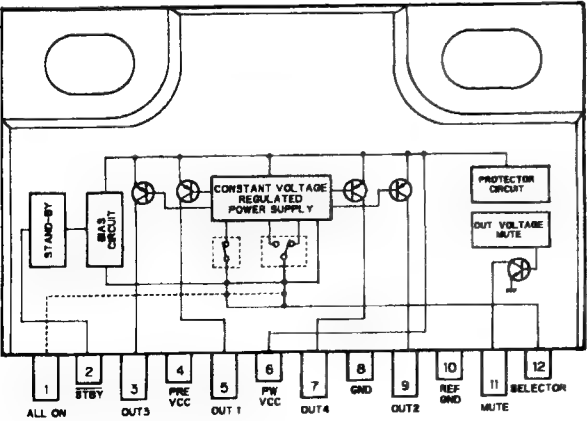 CONSTANT VOLTAGE
REGULATED
POWER SUPPLY
PROTECTOR
CIRCUIT
STAND-BY
BIAS
CIRCUIT
OUT VOLTAGE
MUTE
1
2
3
4
5
6
7
8
9
10
11
12
ALL ON
STBY
OUT3
PRE
VCC
OUT 1
PW
VCC
OUT4
GND
OUT2
REF
GND
MUTE
SELECTOR